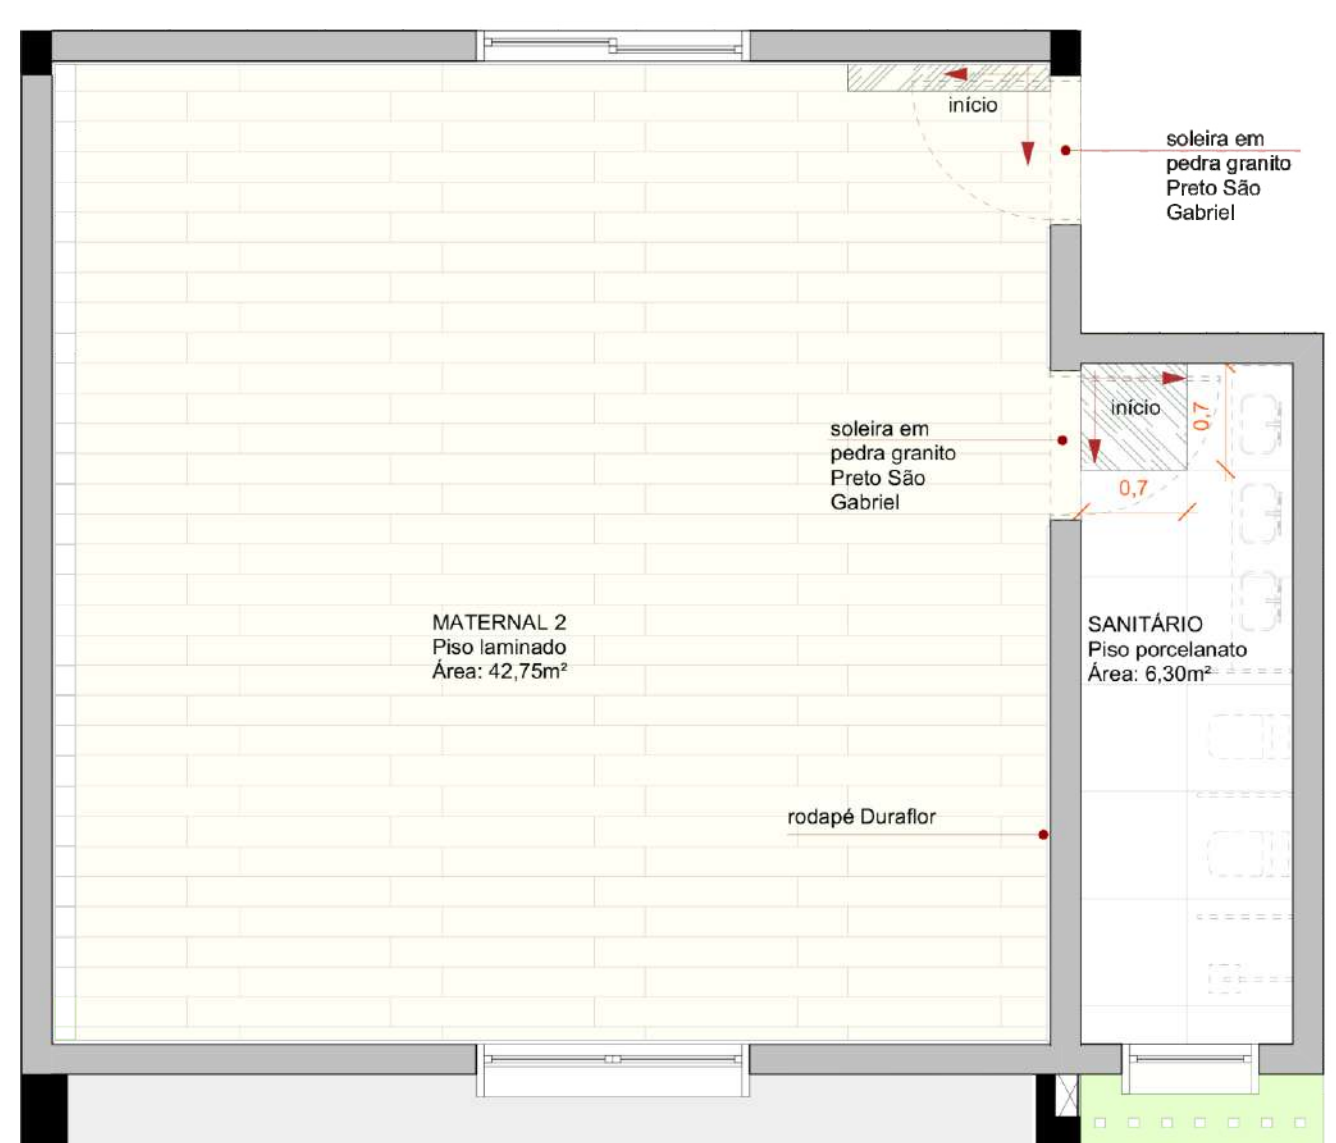 início
soleira em
pedra granito
Preto São
Gabriel
soleira em
pedra granito
Preto São
Gabriel
início
0,7
0,7
MATERNAL 2
Piso laminado
Área: 42,75m²
SANITÁRIO
Piso porcelanato
Área: 6,30m²
rodapé Duraflor